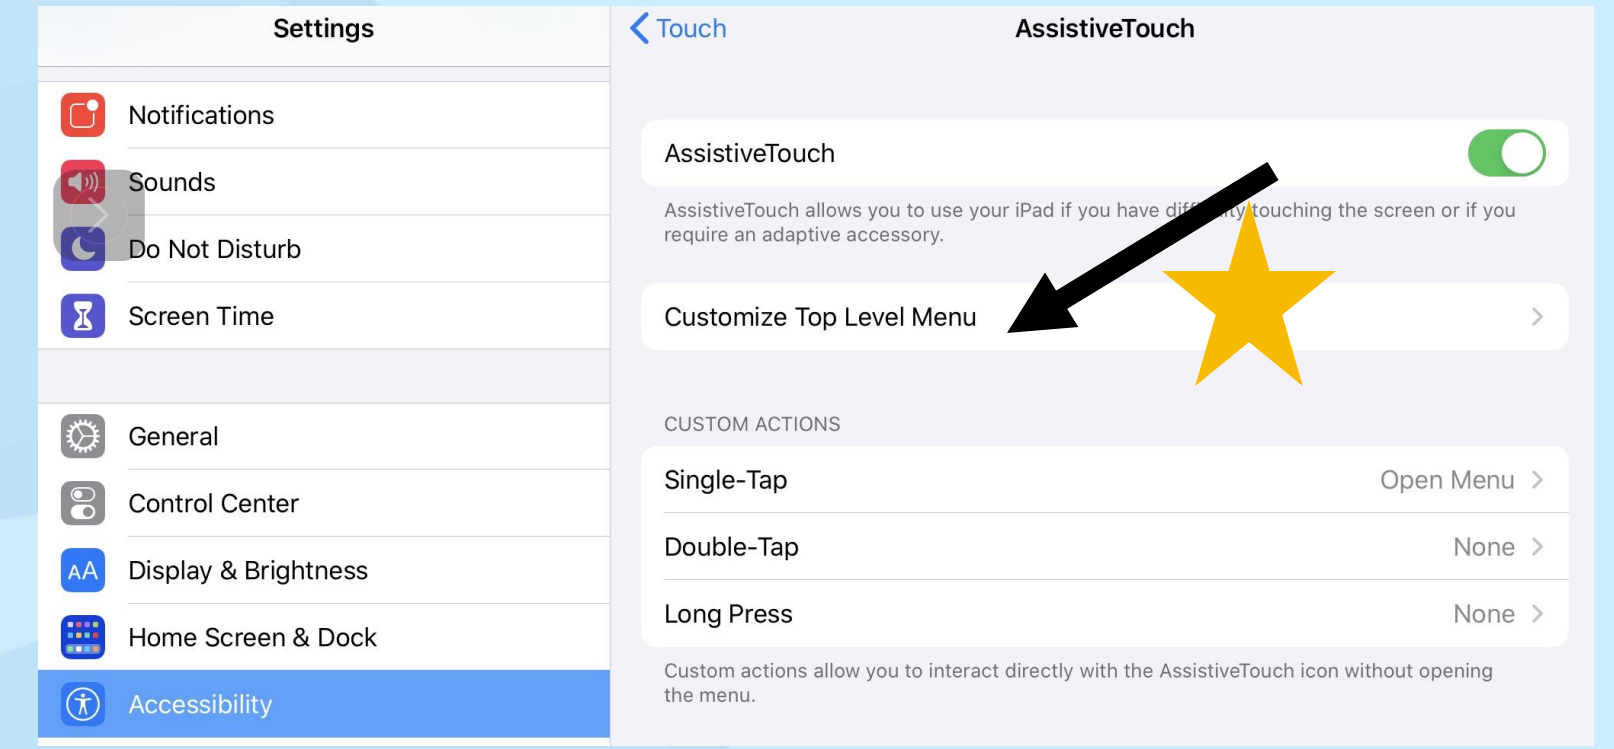 Settings
Notifications
Sounds
Do Not Disturb
Screen Time
General
Control Center
AA Display & Brightness
Home Screen & Dock
Accessibility
Touch
AssistiveTouch
AssistiveTouch
AssistiveTouch allows you to use your iPad if you have touching the screen or if you
require an adaptive accessory.
Customize Top Level Menu
CUSTOM ACTIONS
Single-Tap Open Menu
Double-Tap None
Long Press None
Custom actions allow you to interact directly with the AssistiveTouch icon without opening
the menu.